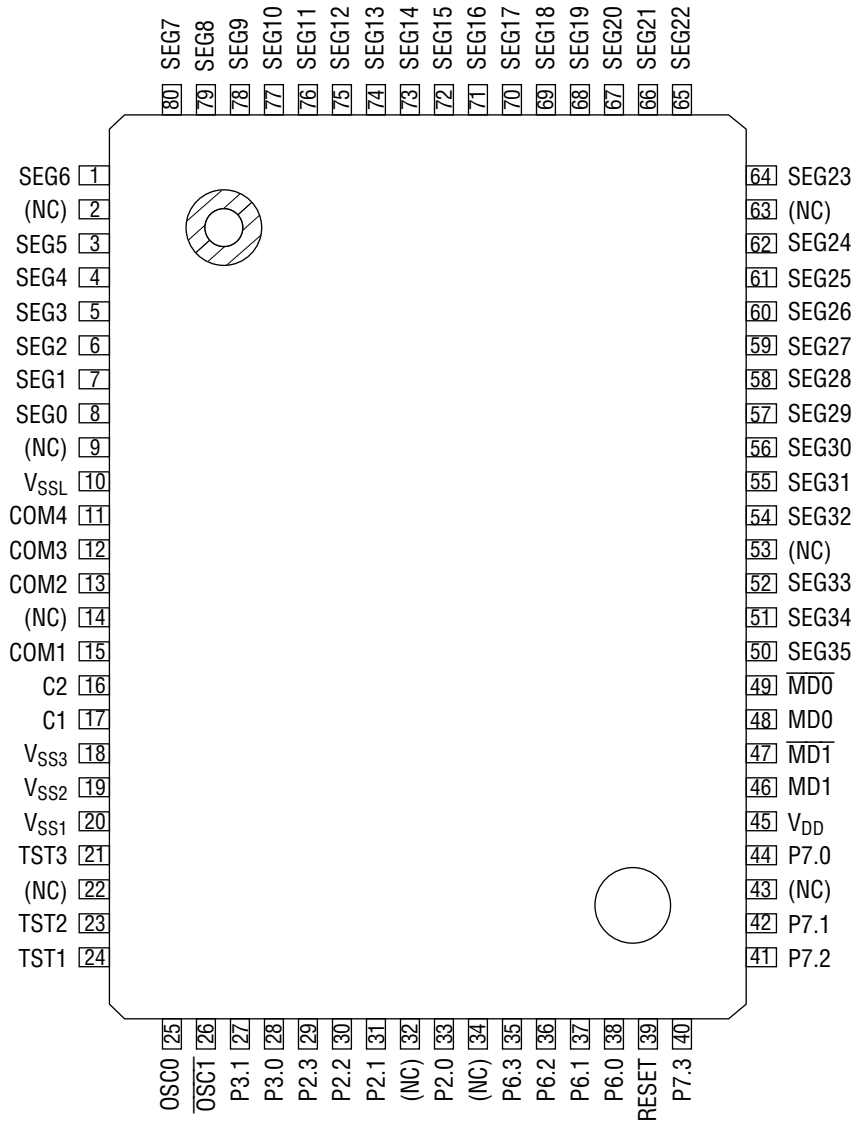 SEG7 SEG8 SEG9 SEG10 SEG11 SEG12 SEG13 SEG14 SEG15 SEG16 SEG17 SEG18 SEG19 SEG20 SEG21 SEG22
80 79 78 77 76 75 74 73 72 71 70 69 68 67 66 65
SEG6 1
(NC) 2
SEG5 3
SEG4 4
SEG3 5
SEG2 6
SEG1 7
SEG0 8
(NC) 9
VSSL 10
COM4 11
COM3 12
COM2 13
(NC) 14
COM1 15
C2 16
C1 17
VSS3 18
VSS2 19
VSS1 20
TST3 21
(NC) 22
TST2 23
TST1 24
64 SEG23
63 (NC)
62 SEG24
61 SEG25
60 SEG26
59 SEG27
58 SEG28
57 SEG29
56 SEG30
55 SEG31
54 SEG32
53 (NC)
52 SEG33
51 SEG34
50 SEG35
49 M̅D̅0̅
48 MD0
47 M̅D̅1̅
46 MD1
45 VDD
44 P7.0
43 (NC)
42 P7.1
41 P7.2
25 26 27 28 29 30 31 32 33 34 35 36 37 38 39 40
OSC0 O̅S̅C̅1̅ P3.1 P3.0 P2.3 P2.2 P2.1 (NC) P2.0 (NC) P6.3 P6.2 P6.1 P6.0 RESET P7.3